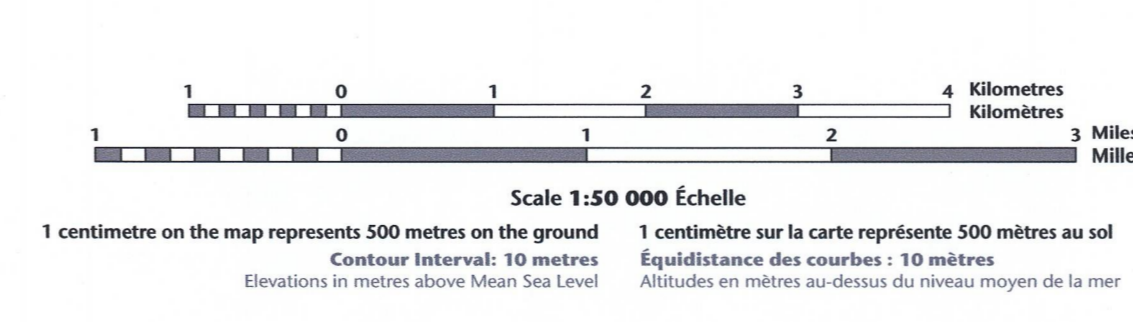 1 0 1 2 3 4 Kilometres
Kilomètres
1 0 1 2 3 Miles
Mille
Scale 1:50 000 Échelle
1 centimetre on the map represents 500 metres on the ground
Contour Interval: 10 metres
Elevations in metres above Mean Sea Level
1 centimètre sur la carte représente 500 mètres au sol
Équidistance des courbes : 10 mètres
Altitudes en mètres au-dessus du niveau moyen de la mer